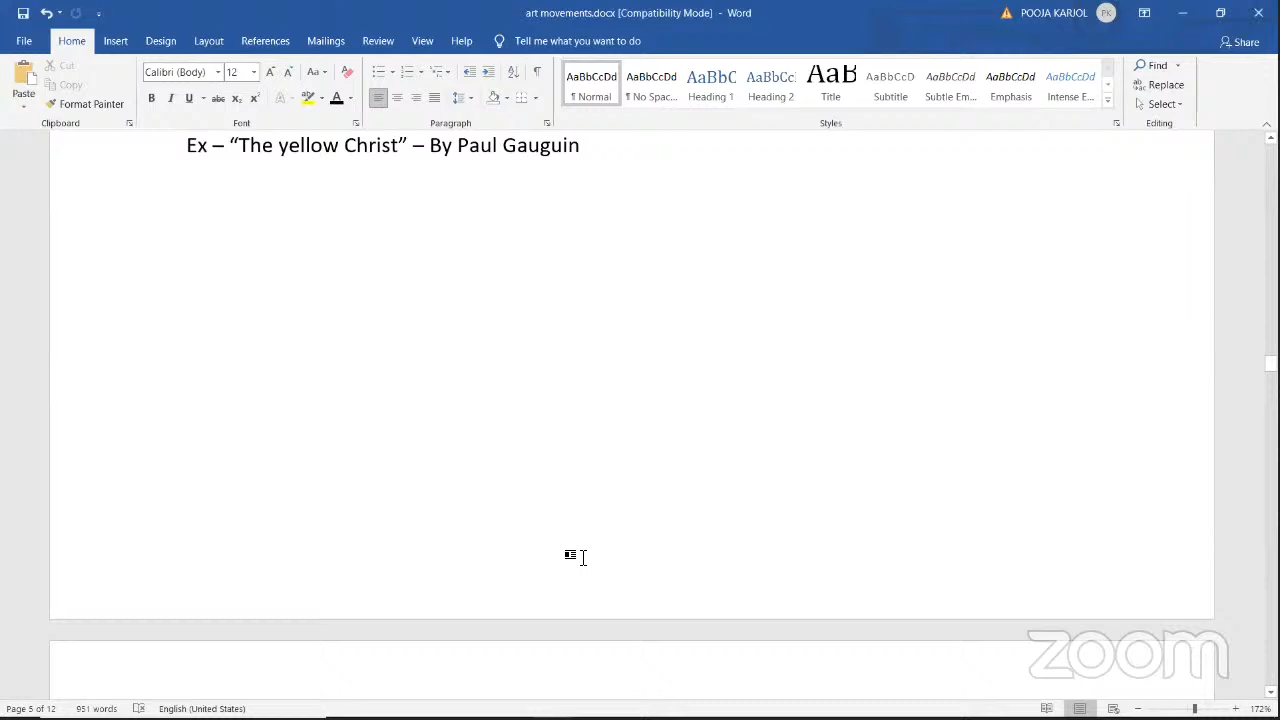 art movements.docx [Compatibility Mode] - Word
POOJA KARJOL PK
File Home Insert Design Layout References Mailings Review View Help Tell me what you want to do Share
Paste
Cut
Copy
Format Painter
Clipboard
Calibri (Body) 12
Font
Paragraph
AaBbCcDd AaBbCcDd AaBbC AaBbCc AaB AaBbCcD AaBbCcDd AaBbCcDd AaBbCcDd
¶ Normal ¶ No Spac... Heading 1 Heading 2 Title Subtitle Subtle Em... Emphasis Intense E...
Styles
Find
Replace
Select
Editing
Ex – “The yellow Christ” – By Paul Gauguin
zoom
Page 5 of 12 951 words English (United States) 172%